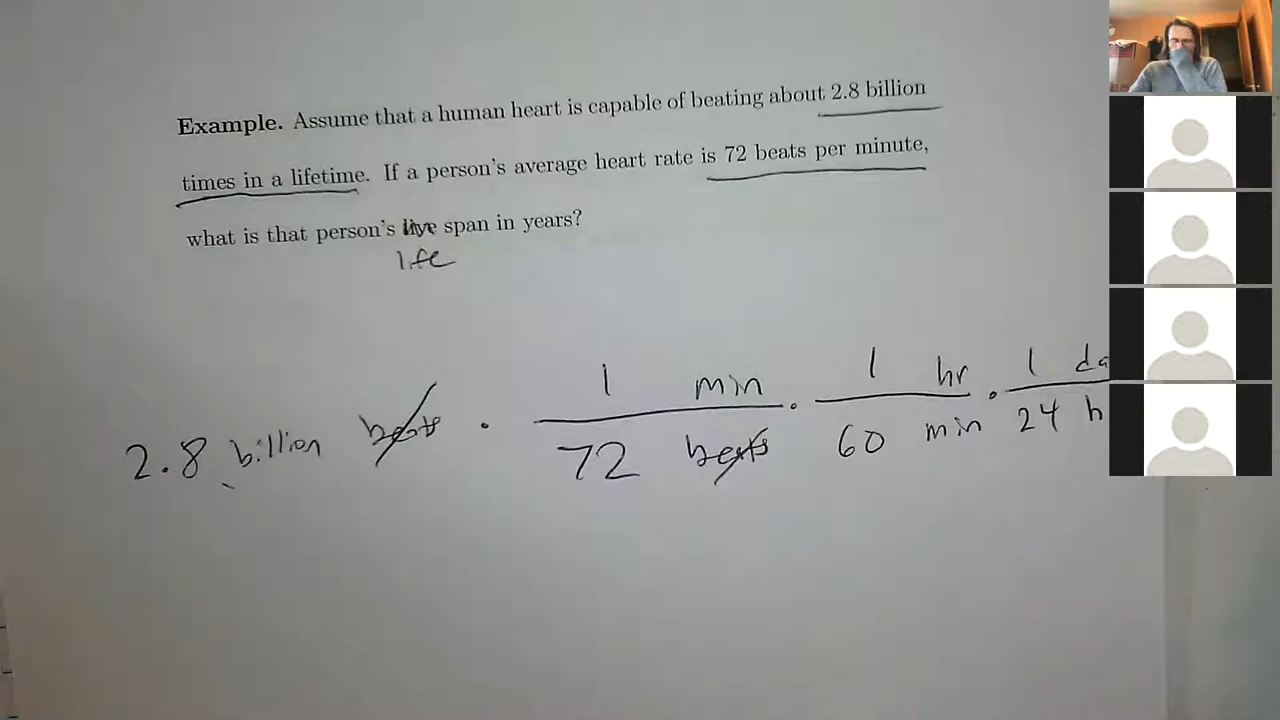 Example. Assume that a human heart is capable of beating about 2.8 billion
times in a lifetime. If a person's average heart rate is 72 beats per minute,
what is that person's live span in years?
life
2.8 billion beats · 1 min / 72 beats · 1 hr / 60 min · 1 da / 24 h